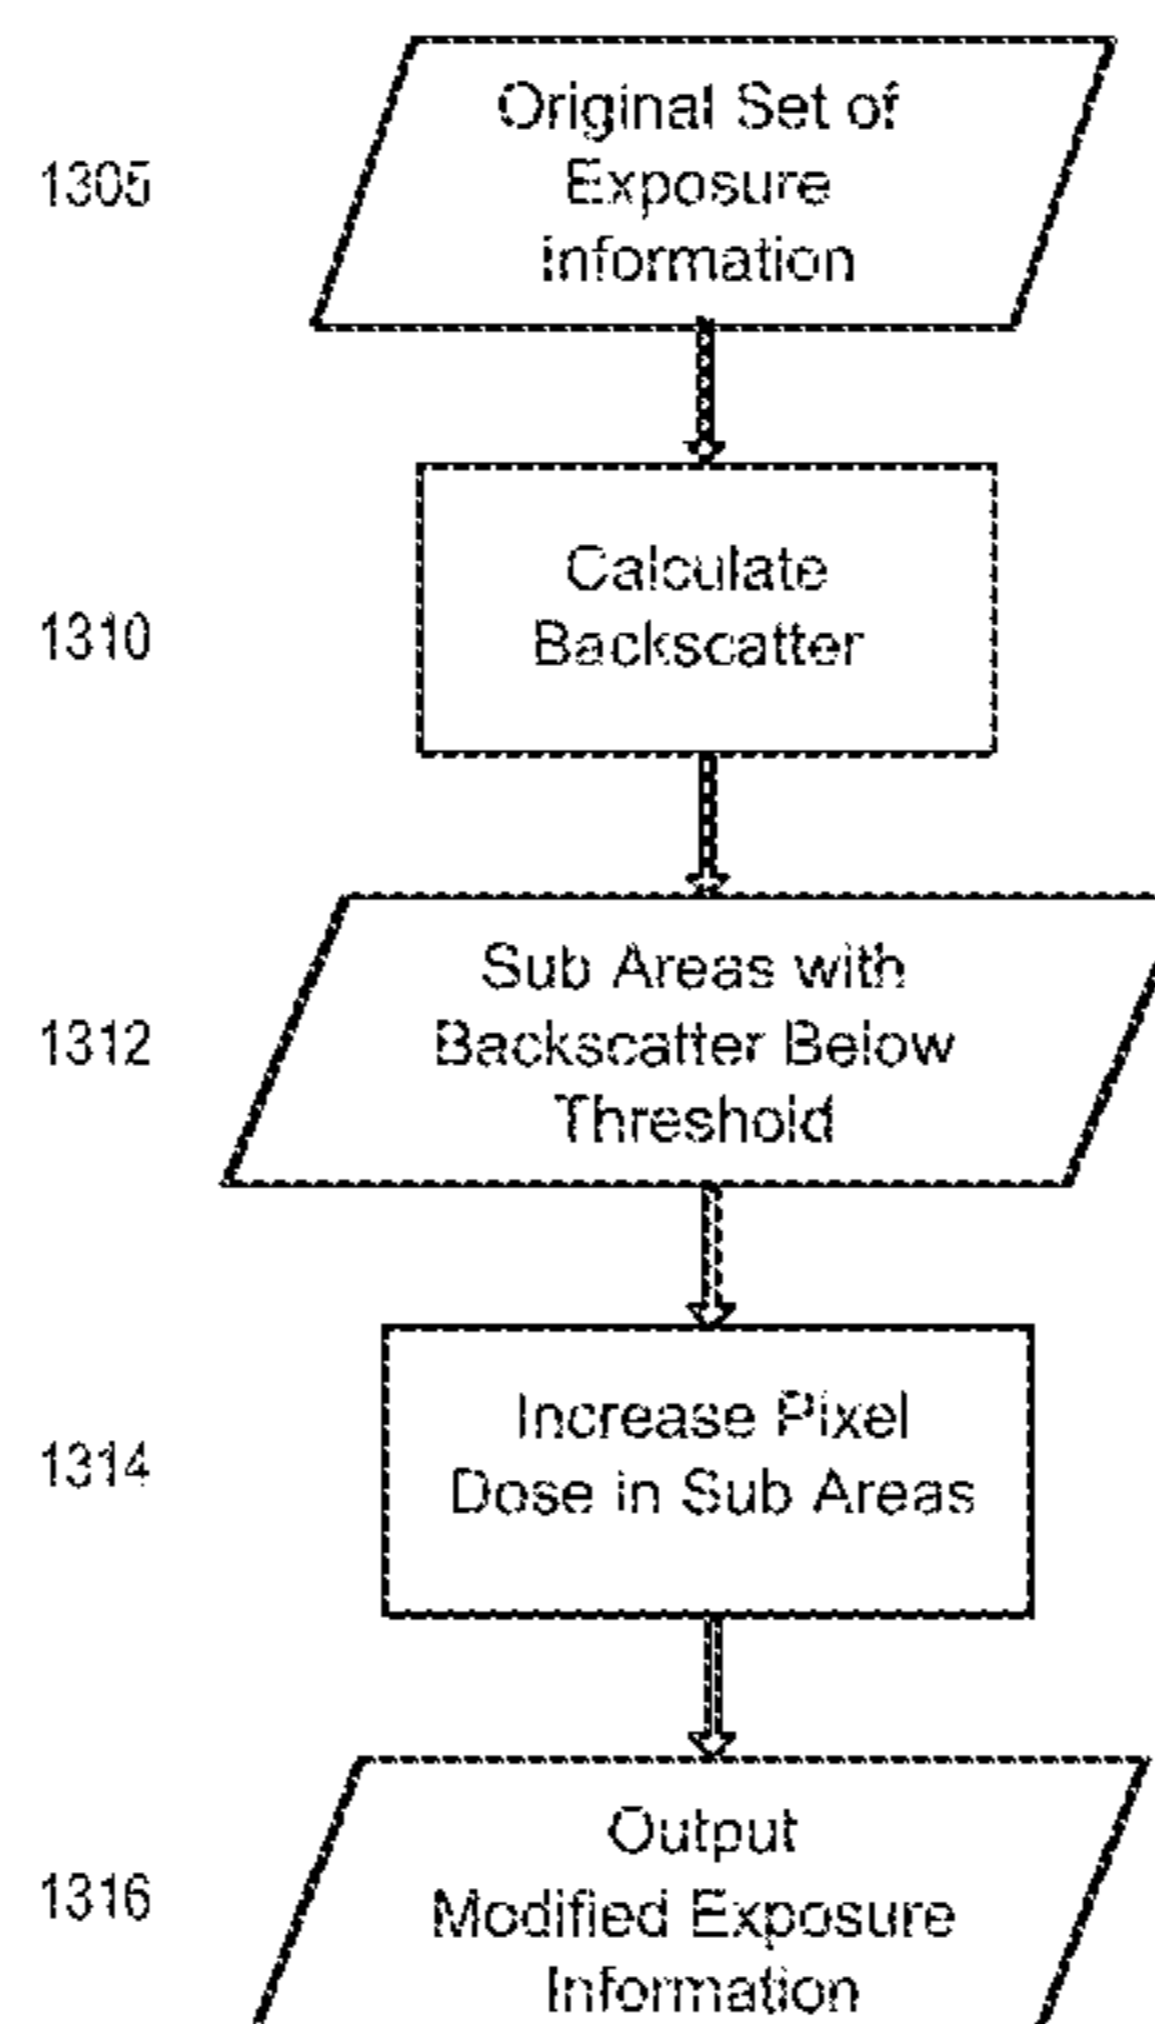 Original Set of
1305
Exposure
Information
Calculate
1310
Backscatter
Sub Areas with
1312
Backscatter Below
Threshold
Increase Pixel
1314
Dose in Sub Areas
Output
1316
Modified Exposure
Information